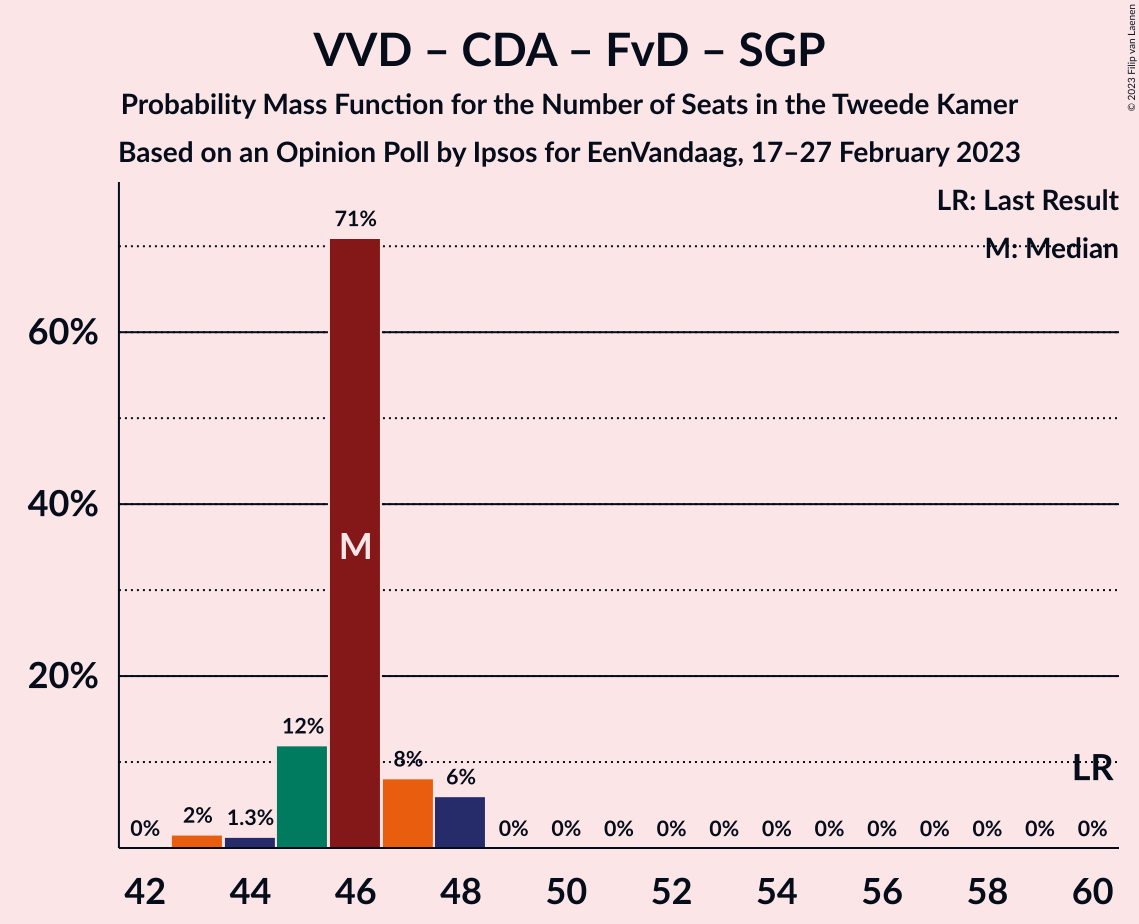 VVD – CDA – FvD – SGP
Probability Mass Function for the Number of Seats in the Tweede Kamer
Based on an Opinion Poll by Ipsos for EenVandaag, 17–27 February 2023
© 2023 Filip van Laenen
LR: Last Result
M: Median
71%
60%
40%
M
20%
12%
8%
6%
LR
0% 2% 1.3% 0% 0% 0% 0% 0% 0% 0% 0% 0% 0% 0% 0%
42 44 46 48 50 52 54 56 58 60